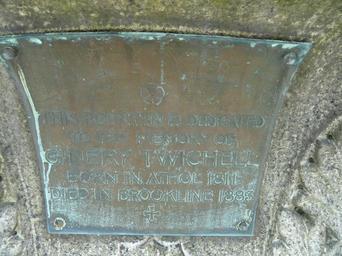 THIS FOUNTAIN IS DEDICATED
TO THE MEMORY OF
GINERY TWICHELL
BORN IN ATHOL 1811
DIED IN BROOKLINE 1883